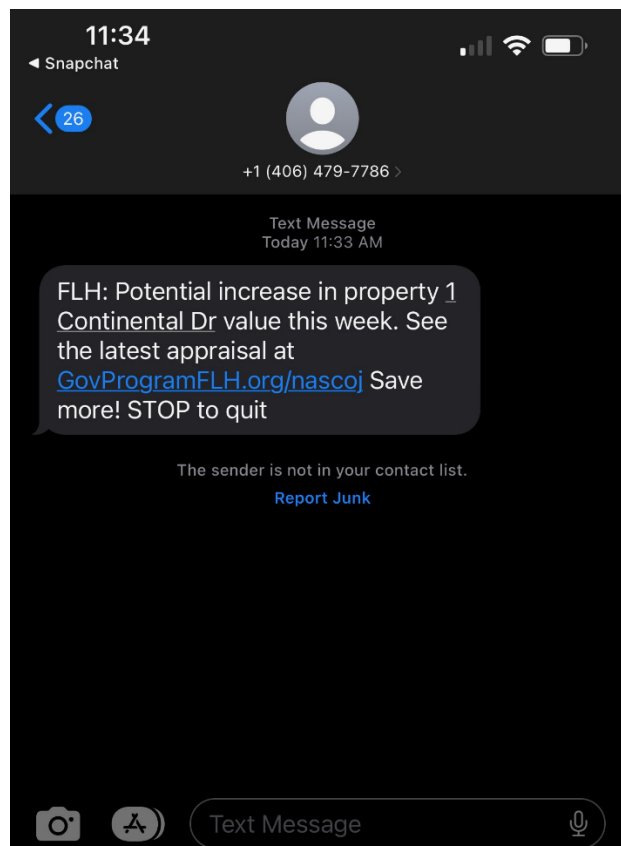 11:34
◀ Snapchat
26
+1 (406) 479-7786 >
Text Message
Today 11:33 AM
FLH: Potential increase in property 1
Continental Dr value this week. See
the latest appraisal at
GovProgramFLH.org/nascoj Save
more! STOP to quit
The sender is not in your contact list.
Report Junk
Text Message